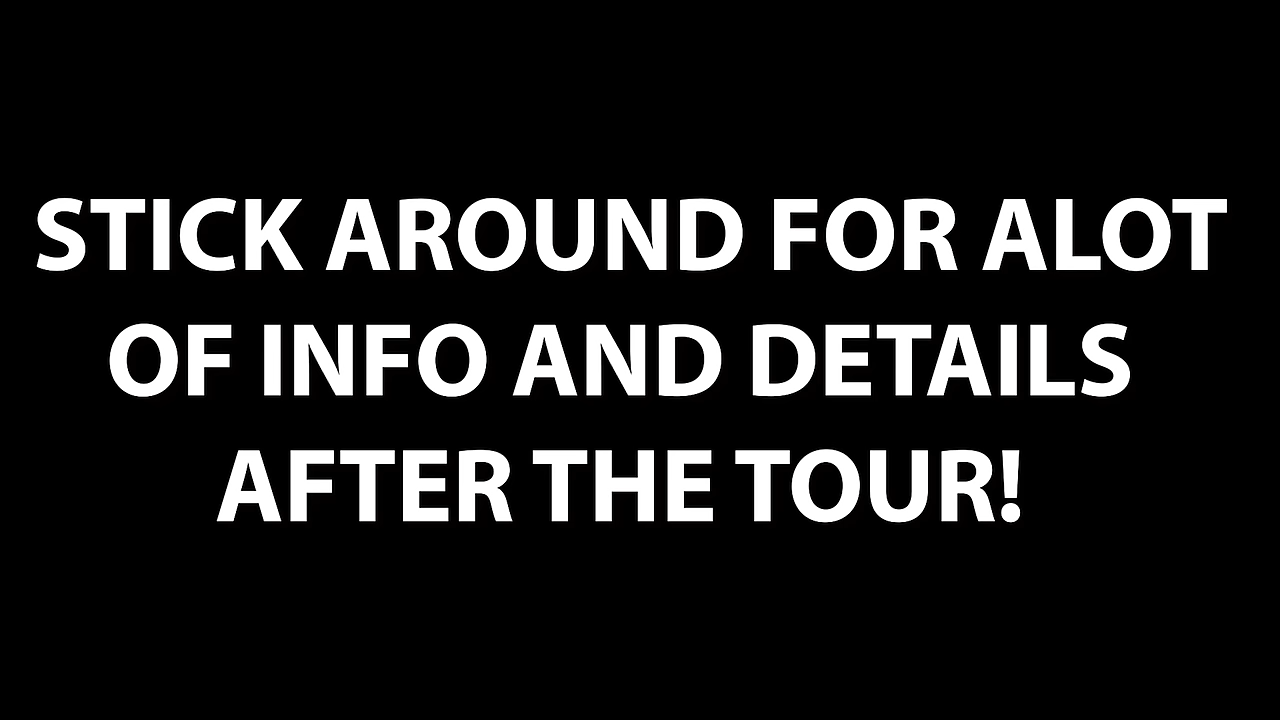 STICK AROUND FOR ALOT
OF INFO AND DETAILS
AFTER THE TOUR!